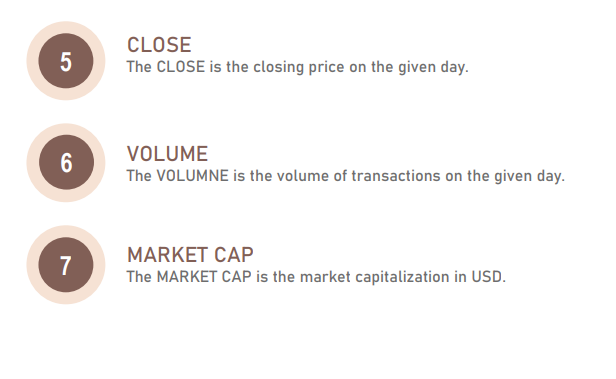 5
CLOSE
The CLOSE is the closing price on the given day.
6
VOLUME
The VOLUMNE is the volume of transactions on the given day.
7
MARKET CAP
The MARKET CAP is the market capitalization in USD.